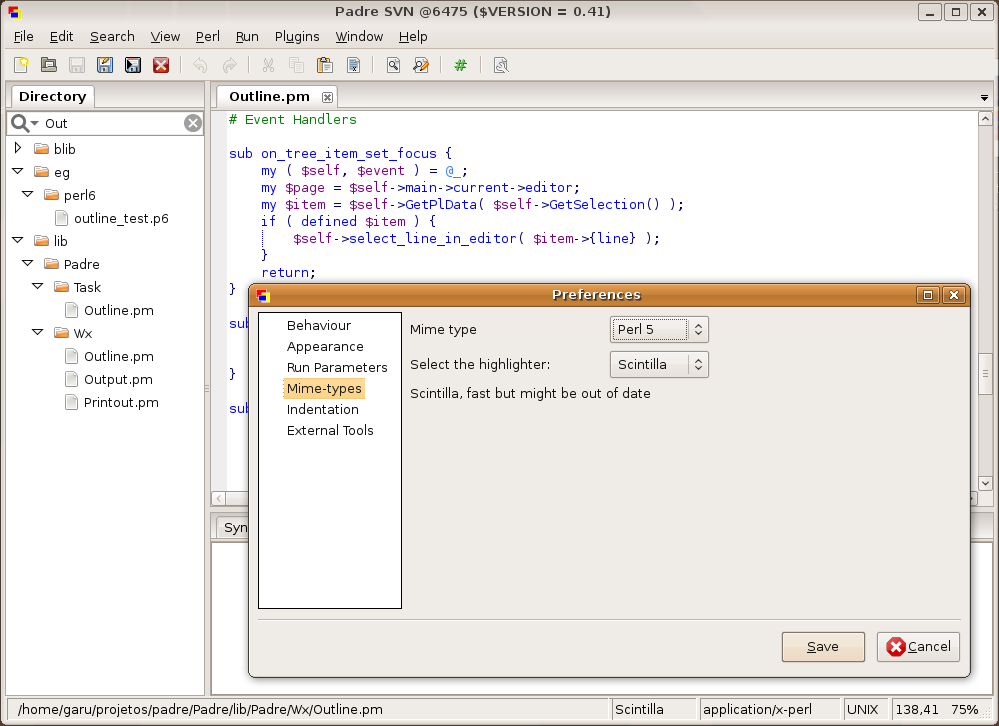 Padre SVN @6475 ($VERSION = 0.41)
File Edit Search View Perl Run Plugins Window Help
Directory
Out
blib
eg
perl6
outline_test.p6
lib
Padre
Task
Outline.pm
Wx
Outline.pm
Output.pm
Printout.pm
Outline.pm
# Event Handlers
sub on_tree_item_set_focus {
my ( $self, $event ) = @_;
my $page = $self->main->current->editor;
my $item = $self->GetPlData( $self->GetSelection() );
if ( defined $item ) {
$self->select_line_in_editor( $item->{line} );
}
return;
}
sub
}
sub
Syn
Preferences
Behaviour
Appearance
Run Parameters
Mime-types
Indentation
External Tools
Mime type Perl 5
Select the highlighter: Scintilla
Scintilla, fast but might be out of date
Save Cancel
/home/garu/projetos/padre/Padre/lib/Padre/Wx/Outline.pm Scintilla application/x-perl UNIX 138,41 75%